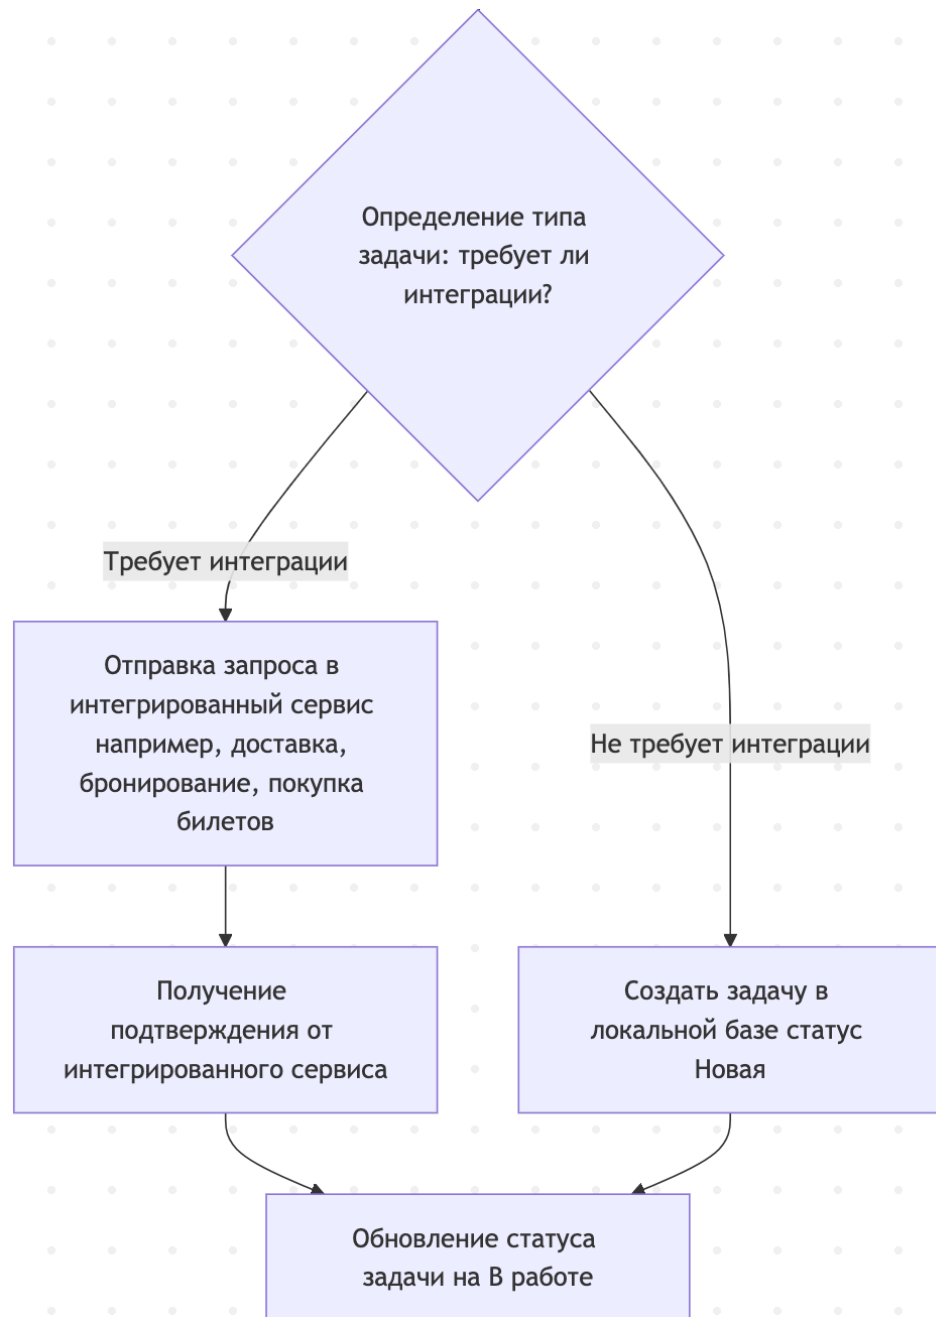 Определение типа
задачи: требует ли
интеграции?
Требует интеграции
Отправка запроса в
интегрированный сервис
например, доставка,
бронирование, покупка
билетов
Не требует интеграции
Получение
подтверждения от
интегрированного сервиса
Создать задачу в
локальной базе статус
Новая
Обновление статуса
задачи на В работе